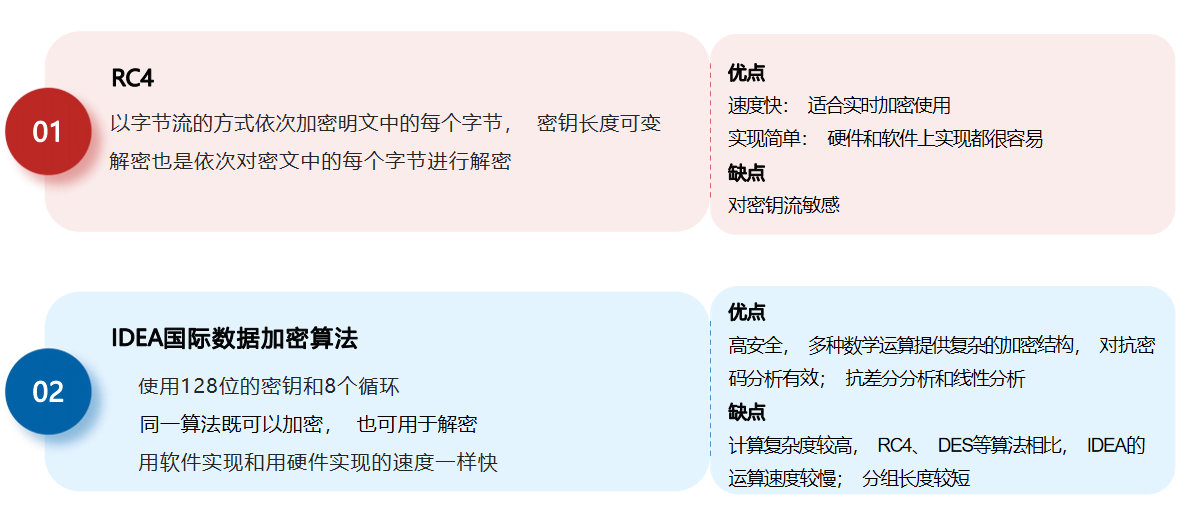 01
RC4
以字节流的方式依次加密明文中的每个字节， 密钥长度可变
解密也是依次对密文中的每个字节进行解密
优点
速度快： 适合实时加密使用
实现简单： 硬件和软件上实现都很容易
缺点
对密钥流敏感
02
IDEA国际数据加密算法
使用128位的密钥和8个循环
同一算法既可以加密， 也可用于解密
用软件实现和用硬件实现的速度一样快
优点
高安全， 多种数学运算提供复杂的加密结构， 对抗密
码分析有效； 抗差分分析和线性分析
缺点
计算复杂度较高， RC4、 DES等算法相比， IDEA的
运算速度较慢； 分组长度较短